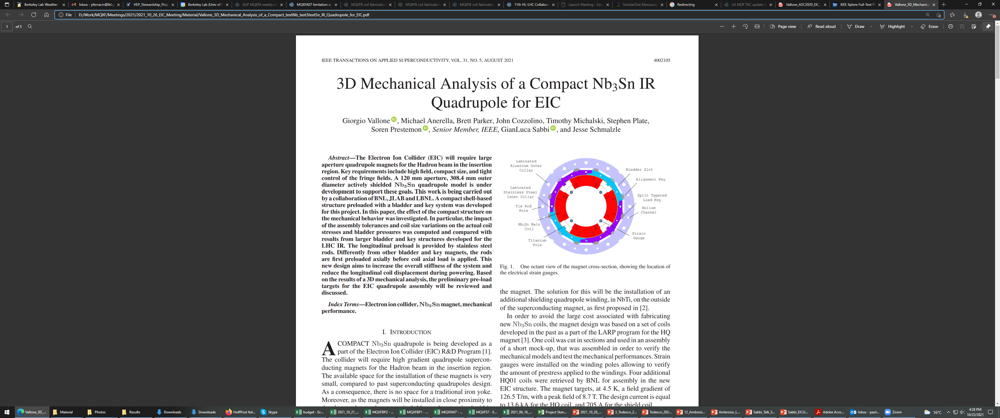 Berkeley Lab Weather
Inbox - pferracin@lbl.g
HEP_Stewardship_Proj
Berkeley Lab (Univ of C
AUP MQXFA weekly m
MQXFA07 limitation a
MQXFB coil fabrication
MQXFB coil fabrication
MQXFB coil fabrication
11th HL-LHC Collabora
Launch Meeting - Zoo
ScholarOne Manuscrip
Redirecting
US MDP TAC update 2
Vallone_ASC2020_EIC_
IEEE Xplore Full-Text P
Vallone_3D_Mechanica
File D:/Work/MQXF/Meetings/2021/2021_10_26_EIC_Meeting/Material/Vallone_3D_Mechanical_Analysis_of_a_Compact_textNb_text3textSn_IR_Quadrupole_for_EIC.pdf
1 of 5
Page view
Read aloud
Draw
Highlight
Erase
IEEE TRANSACTIONS ON APPLIED SUPERCONDUCTIVITY, VOL. 31, NO. 5, AUGUST 2021 4002105
3D Mechanical Analysis of a Compact Nb3Sn IR
Quadrupole for EIC
Giorgio Vallone, Michael Anerella, Brett Parker, John Cozzolino, Timothy Michalski, Stephen Plate,
Soren Prestemon, Senior Member, IEEE, GianLuca Sabbi, and Jesse Schmalzle
Abstract—The Electron Ion Collider (EIC) will require large
aperture quadrupole magnets for the Hadron beam in the insertion
region. Key requirements include high field, compact size, and tight
control of the fringe fields. A 120 mm aperture, 308.4 mm outer
diameter actively shielded Nb3Sn quadrupole model is under
development to support these goals. This work is being carried out
by a collaboration of BNL, JLAB and LBNL. A compact shell-based
structure preloaded with a bladder and key system was developed
for this project. In this paper, the effect of the compact structure on
the mechanical behavior was investigated. In particular, the impact
of the assembly tolerances and coil size variations on the actual coil
stresses and bladder pressures was computed and compared with
results from larger bladder and key structures developed for the
LHC IR. The longitudinal preload is provided by stainless steel
rods. Differently from other bladder and key magnets, the rods
are first preloaded axially before coil axial load is applied. This
new design aims to increase the overall stiffness of the system and
reduce the longitudinal coil displacement during powering. Based
on the results of a 3D mechanical analysis, the preliminary pre-load
targets for the EIC quadrupole assembly will be reviewed and
discussed.
Index Terms—Electron ion collider, Nb3Sn magnet, mechanical
performance.
I. INTRODUCTION
A COMPACT Nb3Sn quadrupole is being developed as a
part of the Electron Ion Collider (EIC) R&D Program [1].
The collider will require high gradient quadrupole supercon-
ducting magnets for the Hadron beam in the insertion region.
The available space for the installation of these magnets is very
small, compared to past superconducting quadrupoles design.
As a consequence, there is no space for a traditional iron yoke.
Moreover, as the magnets will be installed in close proximity to
Laminated
Aluminum Outer
Collar
Laminated
Stainless Steel
Inner Collar
Tie Rod
Hole
Nb3Sn Main
Coil
Titanium
Pole
Bladder Slot
Alignment Key
Split Tapered
Load Key
Helium
Channel
Strain
Gauge
Fig. 1. One octant view of the magnet cross-section, showing the location of
the electrical strain gauges.
the magnet. The solution for this will be the installation of an
additional shielding quadrupole winding, in NbTi, on the outside
of the superconducting magnet, as first proposed in [2].
In order to avoid the large cost associated with fabricating
new Nb3Sn coils, the magnet design was based on a set of coils
developed in the past as a part of the LARP program for the HQ
magnet [3]. One coil was cut in sections and used in an assembly
of a short mock-up, that was assembled in order to verify the
mechanical models and test the mechanical performances. Strain
gauges were installed on the winding poles allowing to verify
the amount of prestress applied to the windings. Four additional
HQ01 coils were retrieved by BNL for assembly in the new
EIC structure. The magnet targets, at 4.5 K, a field gradient of
126.5 T/m, with a peak field of 8.7 T. The design current is equal
to 13.6 kA for the HQ coil, and 705 A for the shield coil.
Vallone_3D_...
Material
Photos
Results
Downloads
Downloads
HuffPost Ital...
Skype
budget - Ex...
2021_10_21_...
MQXFBP2 - ...
MQXFBP1 - ...
MQXFA07 - ...
MQXFS7 - E...
2021_06_16_...
Project Stan...
2021_10_26_...
3_Todesco_2...
Todesco_202...
12_Ambrosi...
Ambrosio_L...
Sabbi_Talk_S...
Sabbi_EICU...
Adobe Acro...
Inbox - paol...
Zoom
16°C
4:28 PM
10/22/2021